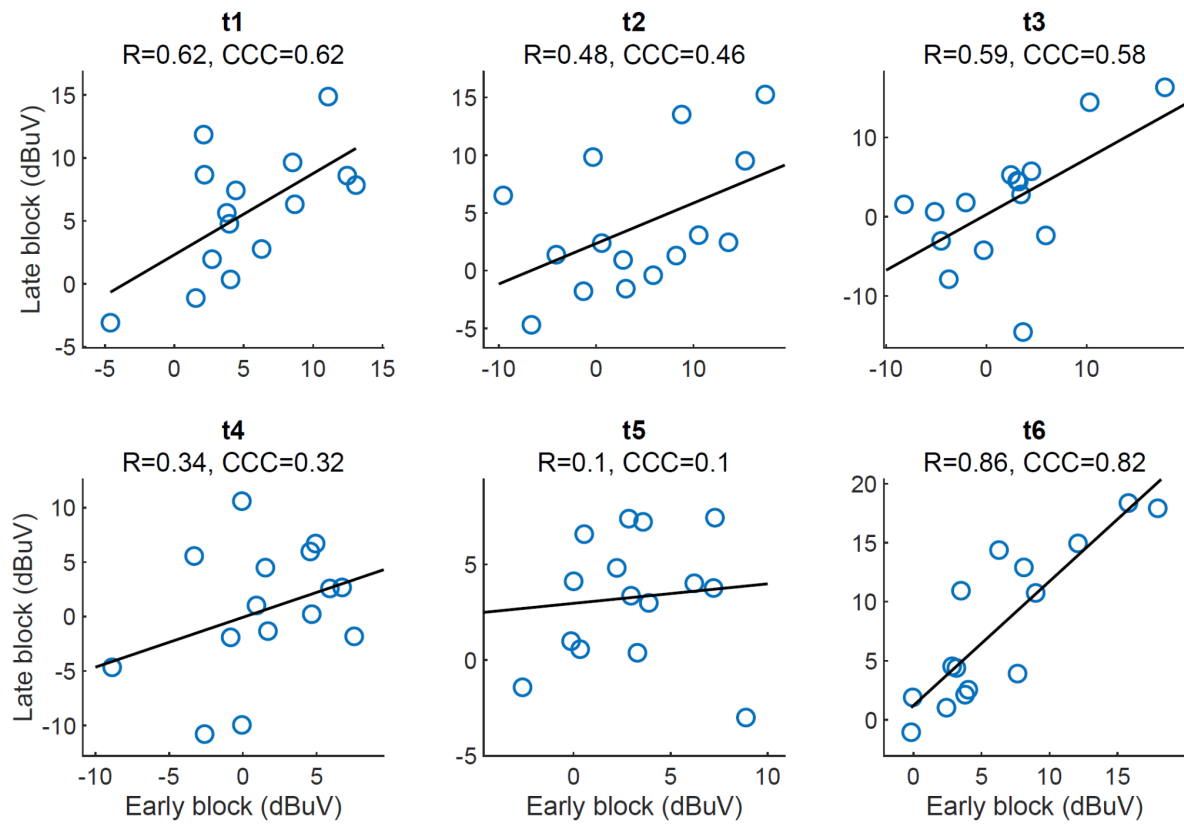 t1
R=0.62, CCC=0.62
15
10
5
0
-5
-5
0
5
10
15
Late block (dBuV)
t2
R=0.48, CCC=0.46
15
10
5
0
-5
-10
0
10
t3
R=0.59, CCC=0.58
10
0
-10
-10
0
10
t4
R=0.34, CCC=0.32
10
5
0
-5
-10
-10
0
5
Late block (dBuV)
Early block (dBuV)
t5
R=0.1, CCC=0.1
5
0
-5
0
5
10
Early block (dBuV)
t6
R=0.86, CCC=0.82
20
15
10
5
0
0
5
10
15
Early block (dBuV)